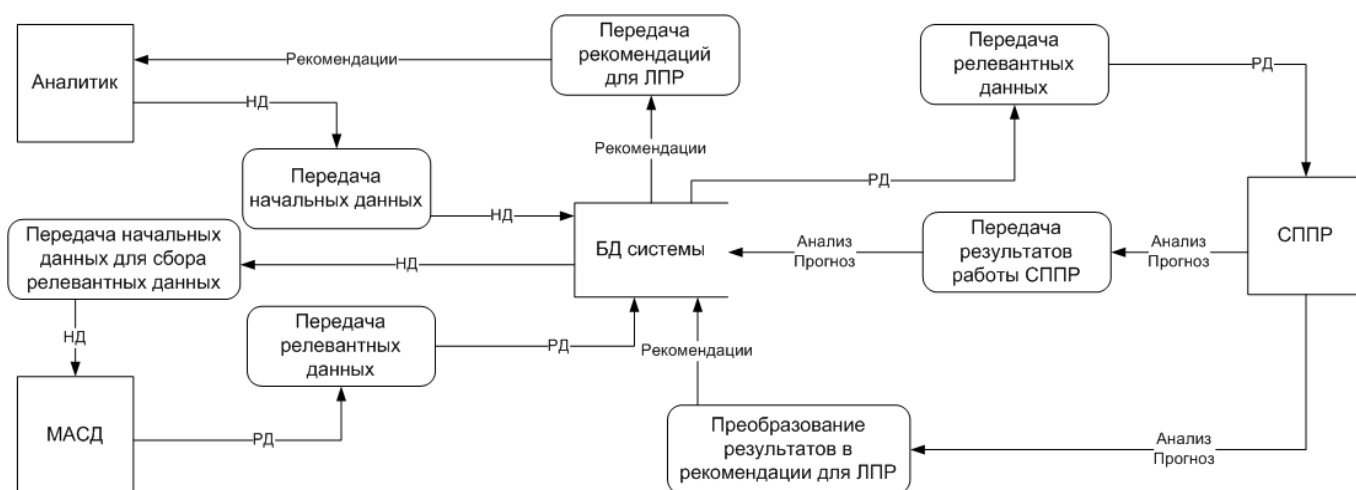 Передача
рекомендаций
для ЛПР
Передача
релевантных
данных
Аналитик
Рекомендации
РД
НД
Рекомендации
Передача
начальных данных
РД
НД
Передача начальных
данных для сбора
релевантных данных
НД
БД системы
Анализ
Прогноз
Передача
результатов
работы СППР
Анализ
Прогноз
СППР
НД
Передача
релевантных
данных
РД
Рекомендации
МАСД
РД
Преобразование
результатов в
рекомендации для ЛПР
Анализ
Прогноз